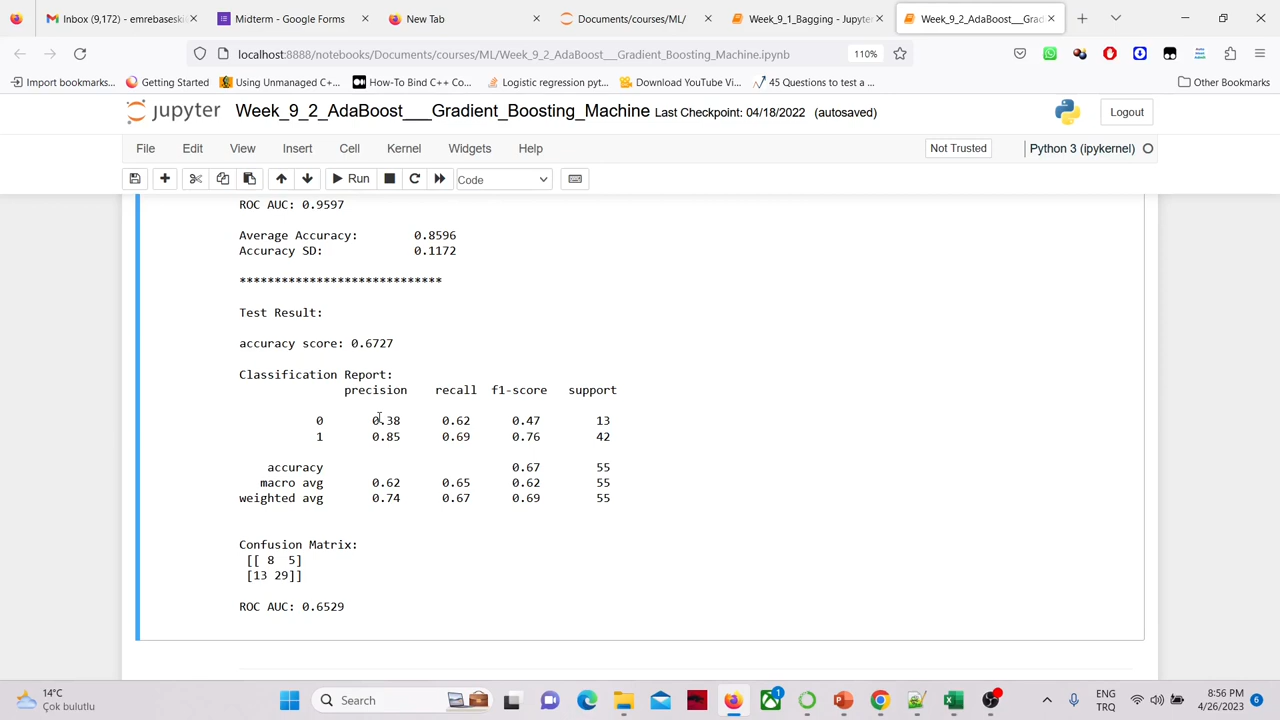 Inbox (9,172) - emrebaseski
Midterm - Google Forms
New Tab
Documents/courses/ML/
Week_9_1_Bagging - Jupyter
Week_9_2_AdaBoost___Grad
localhost:8888/notebooks/Documents/courses/ML/Week_9_2_AdaBoost___Gradient_Boosting_Machine.ipynb
110%
Import bookmarks...
Getting Started
Using Unmanaged C++...
How-To Bind C++ Co...
Logistic regression pyt...
Download YouTube Vi...
45 Questions to test a ...
Other Bookmarks
jupyter Week_9_2_AdaBoost___Gradient_Boosting_Machine Last Checkpoint: 04/18/2022 (autosaved)
Logout
File Edit View Insert Cell Kernel Widgets Help
Not Trusted
Python 3 (ipykernel)
Run
Code
ROC AUC: 0.9597
Average Accuracy: 0.8596
Accuracy SD: 0.1172
*****************************
Test Result:
accuracy score: 0.6727
Classification Report:
precision recall f1-score support
0 0.38 0.62 0.47 13
1 0.85 0.69 0.76 42
accuracy 0.67 55
macro avg 0.62 0.65 0.62 55
weighted avg 0.74 0.67 0.69 55
Confusion Matrix:
[[ 8 5]
[13 29]]
ROC AUC: 0.6529
14°C
Çok bulutlu
Search
1
ENG
TRQ
8:56 PM
4/26/2023
6